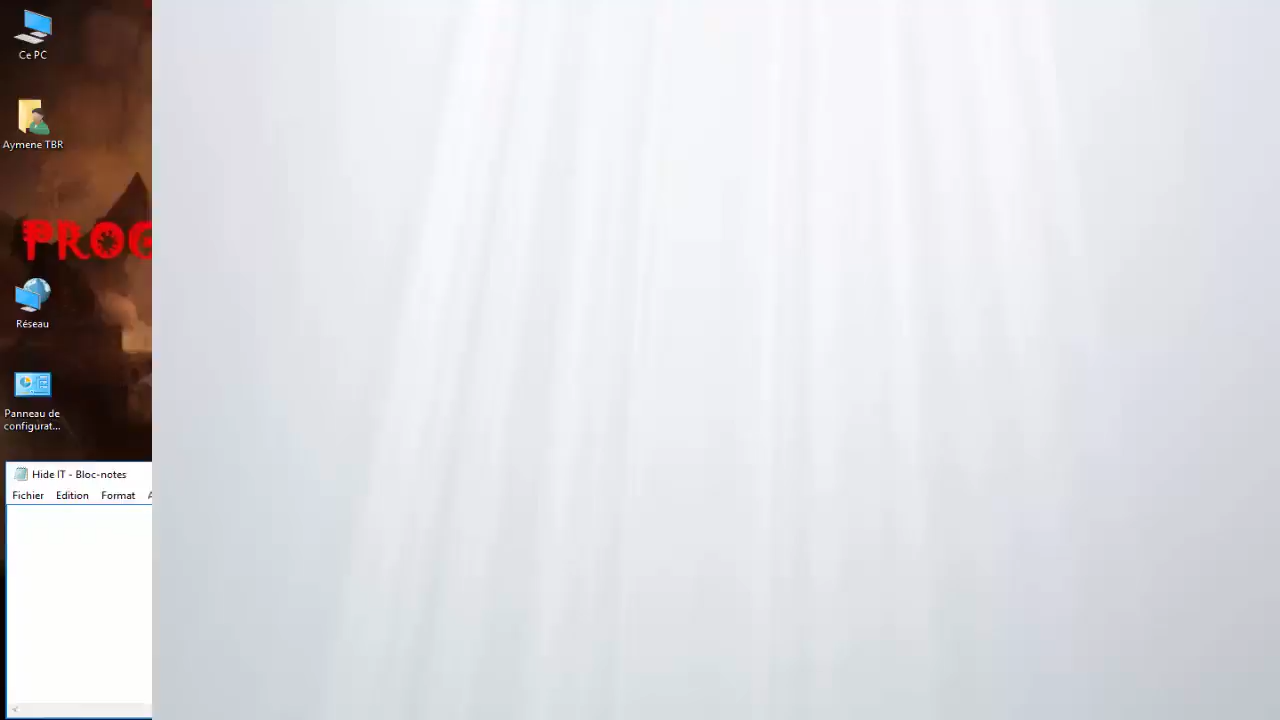 Ce PC
Aymene TBR
PROG
Réseau
Panneau de
configurat...
Hide IT - Bloc-notes
Fichier Edition Format